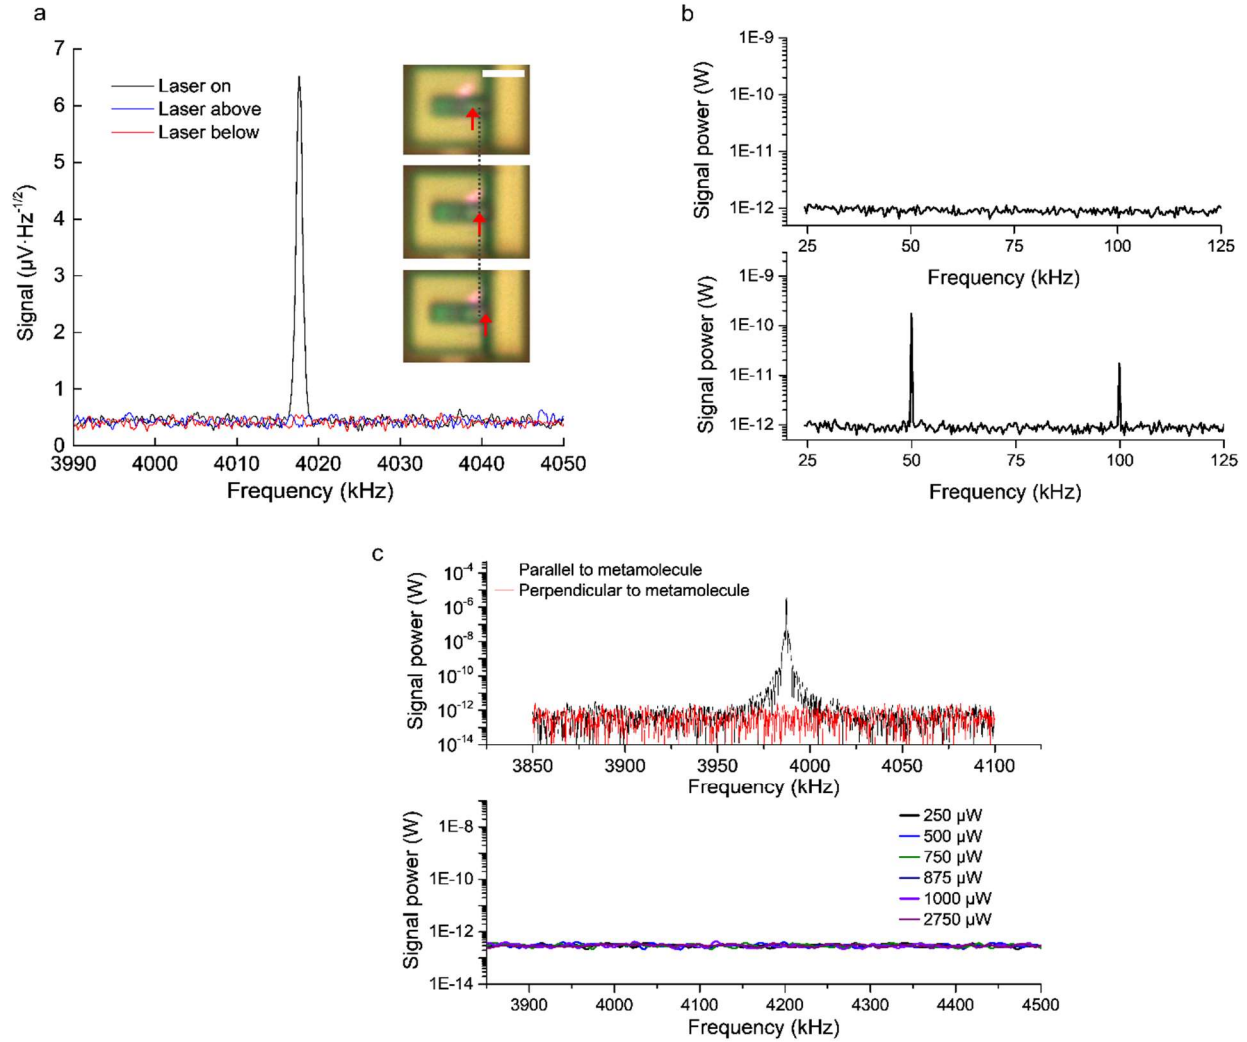 a
7
6
5
4
3
2
1
0
Signal (µV·Hz-1/2)
Laser on
Laser above
Laser below
3990 4000 4010 4020 4030 4040 4050
Frequency (kHz)
b
1E-9
1E-10
1E-11
1E-12
Signal power (W)
25 50 75 100 125
Frequency (kHz)
1E-9
1E-10
1E-11
1E-12
Signal power (W)
25 50 75 100 125
Frequency (kHz)
c
10-4
10-6
10-8
10-10
10-12
10-14
Signal power (W)
Parallel to metamolecule
Perpendicular to metamolecule
3850 3900 3950 4000 4050 4100
Frequency (kHz)
1E-8
1E-10
1E-12
1E-14
Signal power (W)
250 µW
500 µW
750 µW
875 µW
1000 µW
2750 µW
3900 4000 4100 4200 4300 4400 4500
Frequency (kHz)